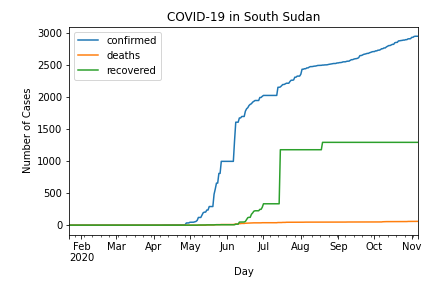 COVID-19 in South Sudan
confirmed
deaths
recovered
Number of Cases
3000
2500
2000
1500
1000
500
0
Feb Mar Apr May Jun Jul Aug Sep Oct Nov
2020
Day